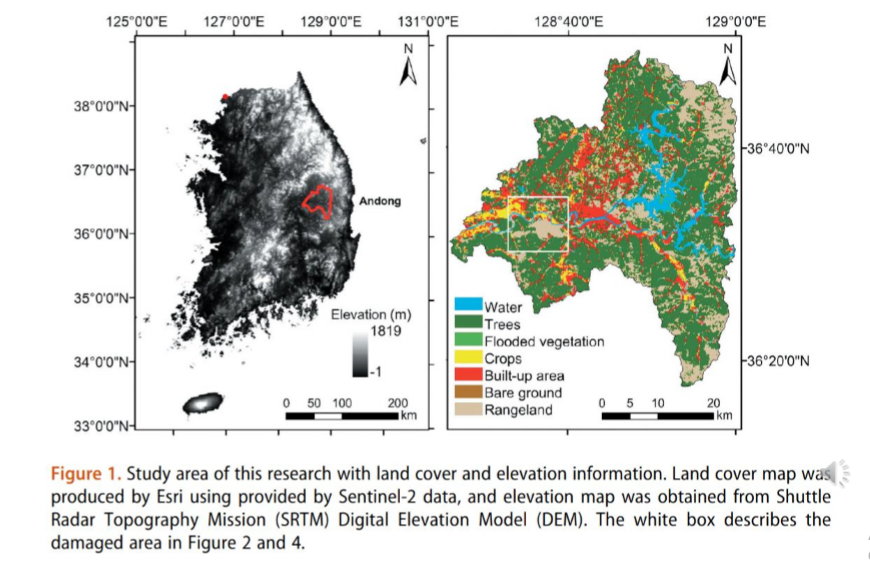 125°0'0"E 127°0'0"E 129°0'0"E 131°0'0"E
128°40'0"E 129°0'0"E
N
38°0'0"N
37°0'0"N
36°0'0"N
35°0'0"N
34°0'0"N
33°0'0"N
Andong
Elevation (m)
1819
-1
0 50 100 200
km
N
36°40'0"N
36°20'0"N
Water
Trees
Flooded vegetation
Crops
Built-up area
Bare ground
Rangeland
0 5 10 20
km
Figure 1. Study area of this research with land cover and elevation information. Land cover map was
produced by Esri using provided by Sentinel-2 data, and elevation map was obtained from Shuttle
Radar Topography Mission (SRTM) Digital Elevation Model (DEM). The white box describes the
damaged area in Figure 2 and 4.